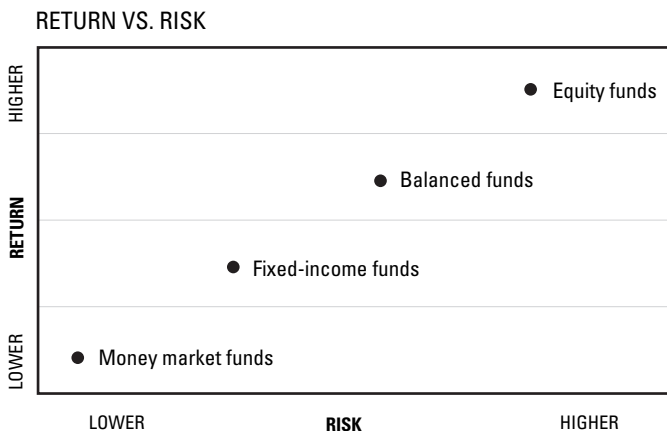 RETURN VS. RISK
HIGHER
Equity funds
Balanced funds
RETURN
Fixed-income funds
LOWER
Money market funds
LOWER
RISK
HIGHER